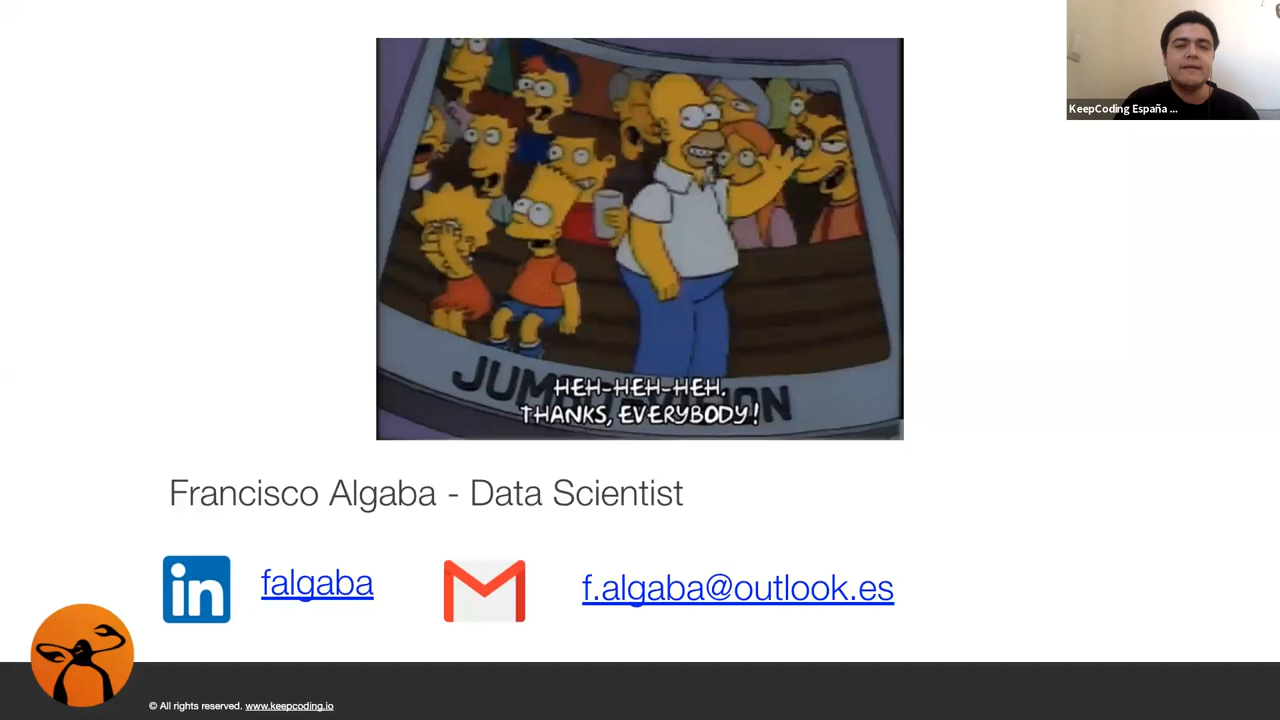 KeepCoding España ...
JUMBO-VISION
HEH-HEH-HEH.
THANKS, EVERYBODY!
Francisco Algaba - Data Scientist
in
falgaba
f.algaba@outlook.es
© All rights reserved. www.keepcoding.io